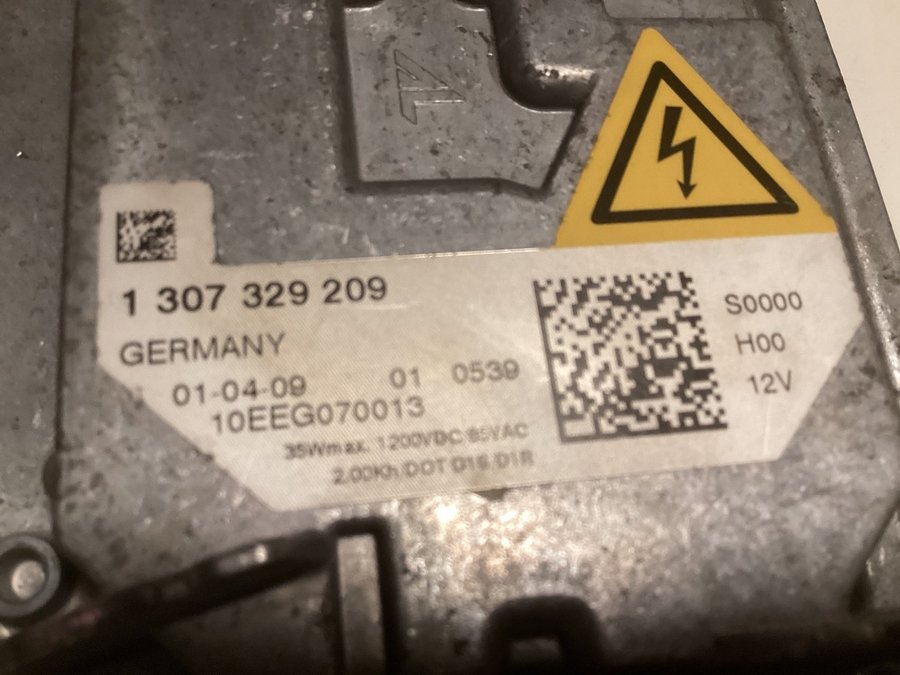 1 307 329 209
GERMANY
01-04-09 01 0539
10EEG070013
35Wmax. 1200VDC/85VAC
2.00Kh/DOT D1S/D1R
S0000
H00
12V